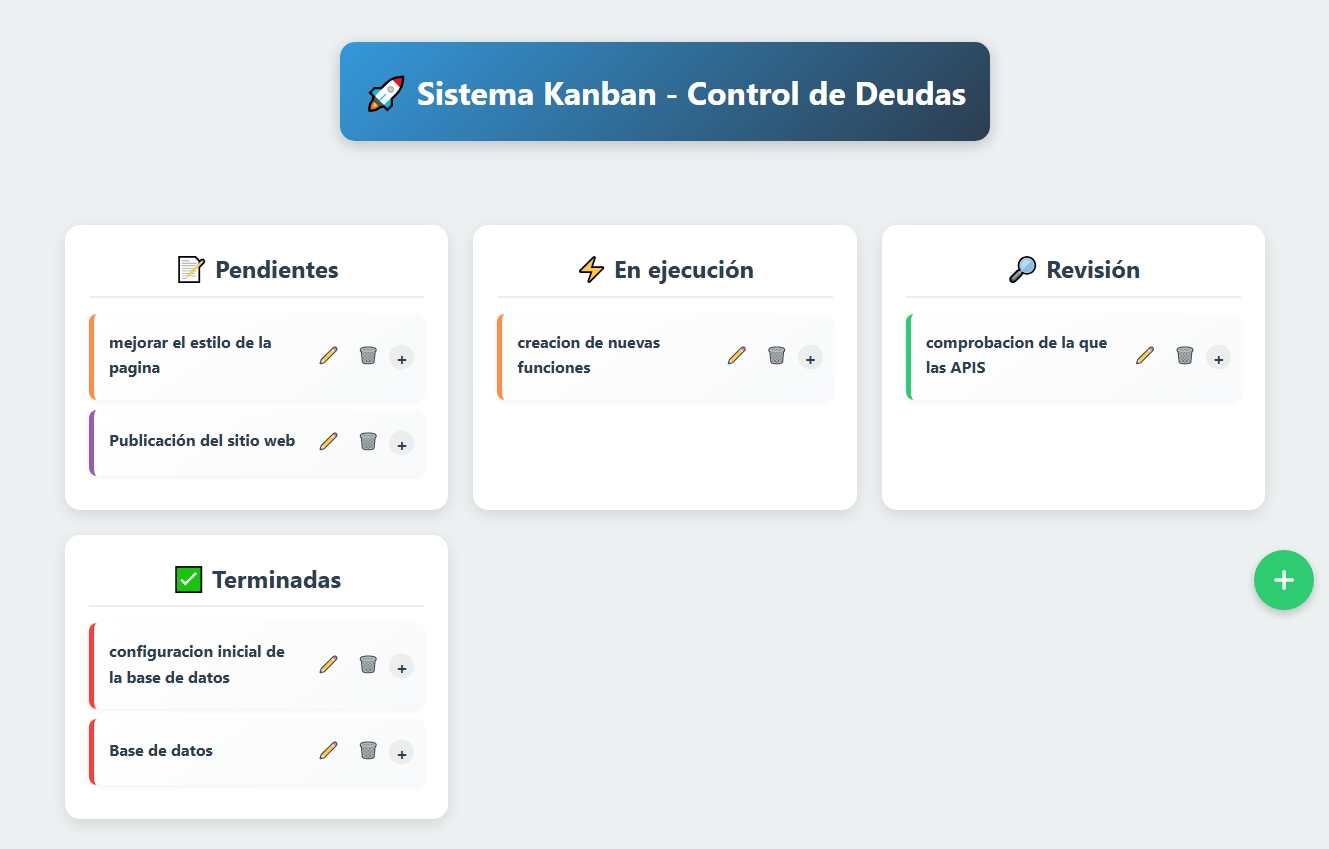 Sistema Kanban - Control de Deudas
Pendientes
mejorar el estilo de la
pagina
+
Publicación del sitio web
+
En ejecución
creacion de nuevas
funciones
+
Revisión
comprobacion de la que
las APIS
+
Terminadas
configuracion inicial de
la base de datos
+
Base de datos
+
+